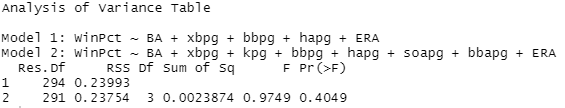 Analysis of Variance Table
Model 1: WinPct ~ BA + xbpg + bbpg + hapg + ERA
Model 2: WinPct ~ BA + xbpg + kpg + bbpg + hapg + soapg + bbapg + ERA
Res.Df RSS Df Sum of Sq F Pr(>F)
1 294 0.23993
2 291 0.23754 3 0.0023874 0.9749 0.4049